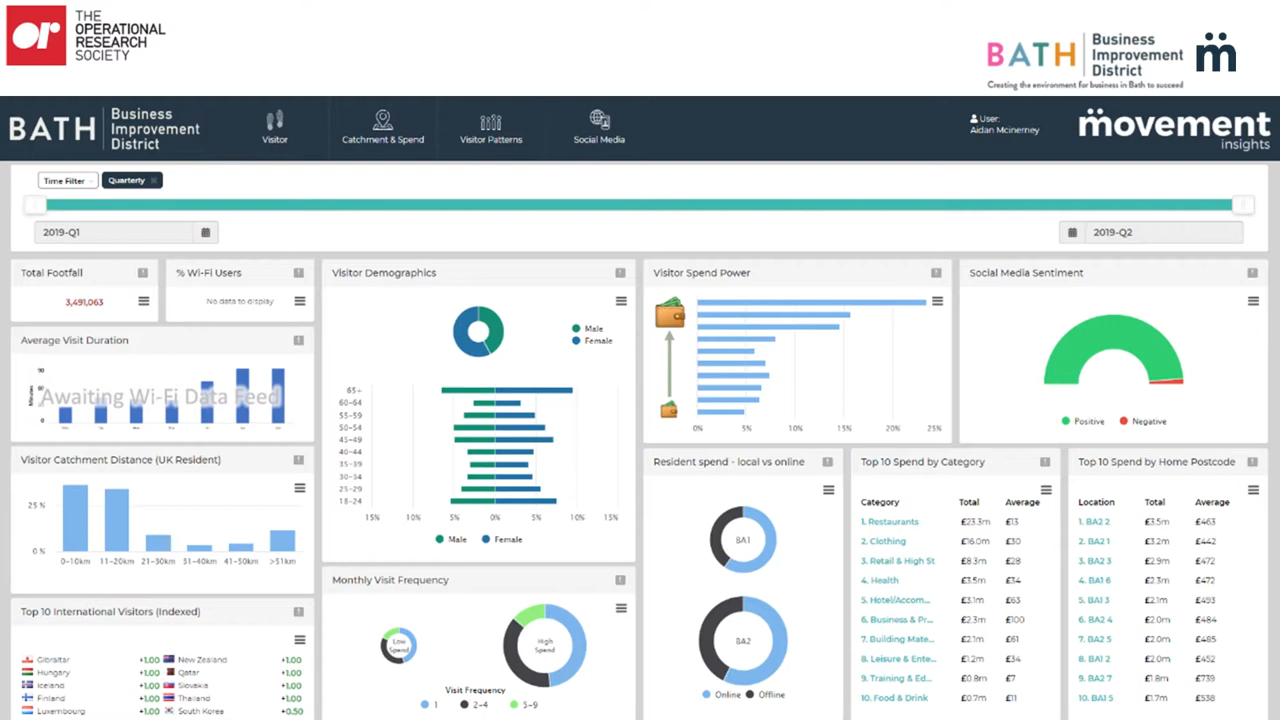 THE
OPERATIONAL
RESEARCH
SOCIETY
or
BATH
Business
Improvement
District
Creating the environment for business in Bath to succeed
m
BATH
Business
Improvement
District
Visitor
Catchment & Spend
Visitor Patterns
Social Media
User:
Aidan Mcinerney
movement
insights
Time Filter
Quarterly
2019-Q1
2019-Q2
Total Footfall
3,491,063
% Wi-Fi Users
No data to display
Average Visit Duration
Minutes
90
60
30
0
Awaiting Wi-Fi Data Feed
Visitor Catchment Distance (UK Resident)
25 %
0 %
0-10km
11-20km
21-30km
31-40km
41-50km
>51km
Top 10 International Visitors (Indexed)
Gibraltar +1.00 New Zealand +1.00
Hungary +1.00 Qatar +1.00
Iceland +1.00 Slovakia +1.00
Finland +1.00 Thailand +1.00
Luxembourg +1.00 South Korea +0.50
Visitor Demographics
Male
Female
65+
60-64
55-59
50-54
45-49
40-44
35-39
30-34
25-29
18-24
15% 10% 5% 0% 5% 10% 15%
Male Female
Monthly Visit Frequency
Low
Spend
High
Spend
Visit Frequency
1 2-4 5-9
Visitor Spend Power
0% 5% 10% 15% 20% 25%
Social Media Sentiment
Positive Negative
Resident spend - local vs online
BA1
BA2
Online Offline
Top 10 Spend by Category
Category Total Average
1. Restaurants £23.3m £13
2. Clothing £16.0m £30
3. Retail & High St £8.3m £28
4. Health £3.5m £34
5. Hotel/Accom... £3.1m £63
6. Business & Pr... £2.3m £100
7. Building Mate... £2.1m £61
8. Leisure & Ente... £1.2m £34
9. Training & Ed... £0.8m £7
10. Food & Drink £0.7m £11
Top 10 Spend by Home Postcode
Location Total Average
1. BA2 2 £3.5m £463
2. BA2 1 £3.2m £442
3. BA2 3 £2.9m £472
4. BA1 6 £2.3m £472
5. BA1 3 £2.1m £493
6. BA2 4 £2.0m £484
7. BA2 5 £2.0m £485
8. BA1 2 £2.0m £452
9. BA2 7 £1.8m £739
10. BA1 5 £1.7m £538